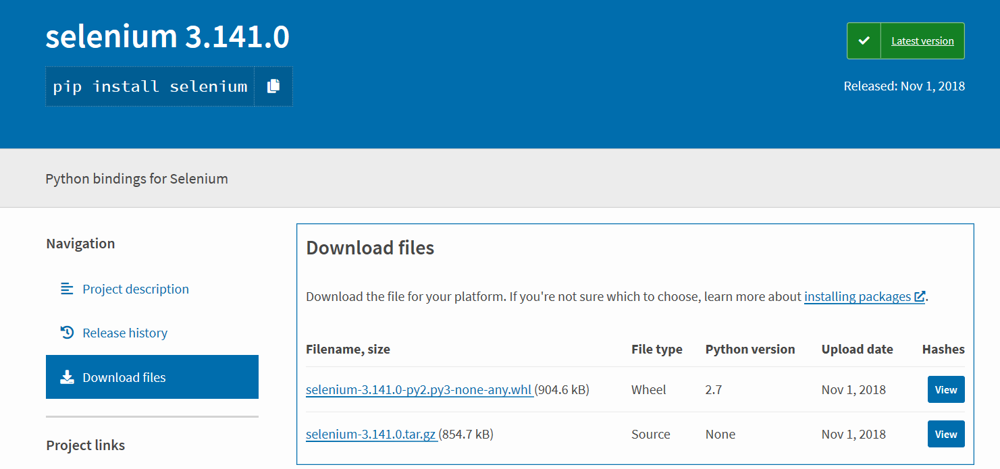 selenium 3.141.0
Latest version
pip install selenium
Released: Nov 1, 2018
Python bindings for Selenium
Navigation
Project description
Release history
Download files
Project links
Download files
Download the file for your platform. If you're not sure which to choose, learn more about installing packages.
Filename, size File type Python version Upload date Hashes
selenium-3.141.0-py2.py3-none-any.whl (904.6 kB) Wheel 2.7 Nov 1, 2018 View
selenium-3.141.0.tar.gz (854.7 kB) Source None Nov 1, 2018 View